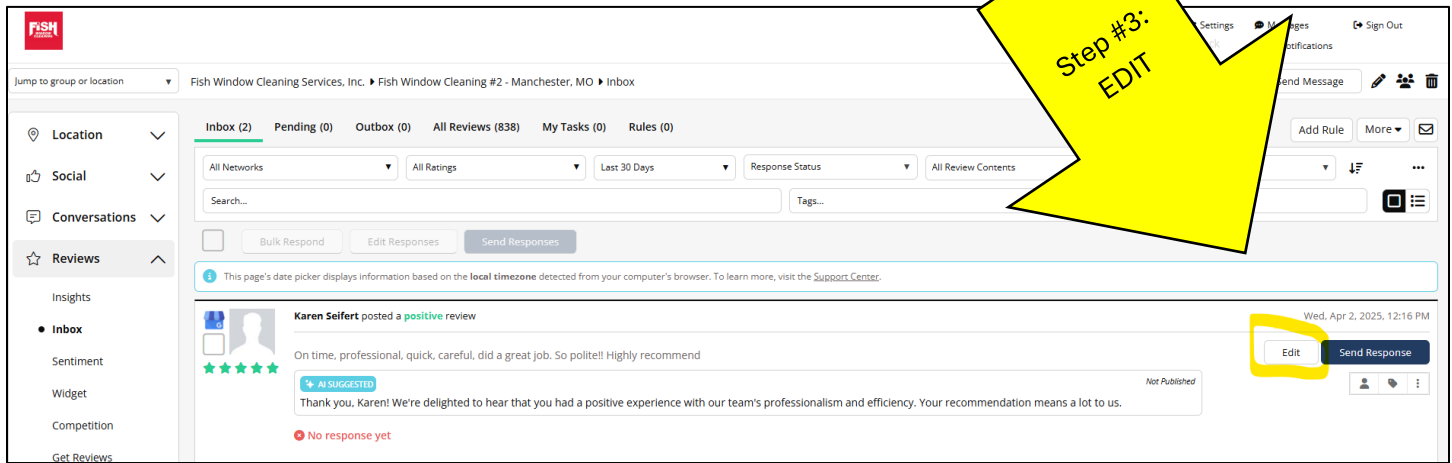 FISH
WINDOW
CLEANING
Step #3:
EDIT
Settings
Sign Out
Jump to group or location
Fish Window Cleaning Services, Inc. Fish Window Cleaning #2 - Manchester, MO Inbox
Message
Location
Social
Conversations
Reviews
Insights
Inbox
Sentiment
Widget
Competition
Get Reviews
Inbox (2) Pending (0) Outbox (0) All Reviews (838) My Tasks (0) Rules (0)
Add Rule More
All Networks All Ratings Last 30 Days Response Status All Review Contents
Search... Tags...
Bulk Respond Edit Responses Send Responses
This page's date picker displays information based on the local timezone detected from your computer's browser. To learn more, visit the Support Center.
Karen Seifert posted a positive review
Wed, Apr 2, 2025, 12:16 PM
On time, professional, quick, careful, did a great job. So polite!! Highly recommend
Edit Send Response
AI SUGGESTED
Not Published
Thank you, Karen! We're delighted to hear that you had a positive experience with our team's professionalism and efficiency. Your recommendation means a lot to us.
No response yet